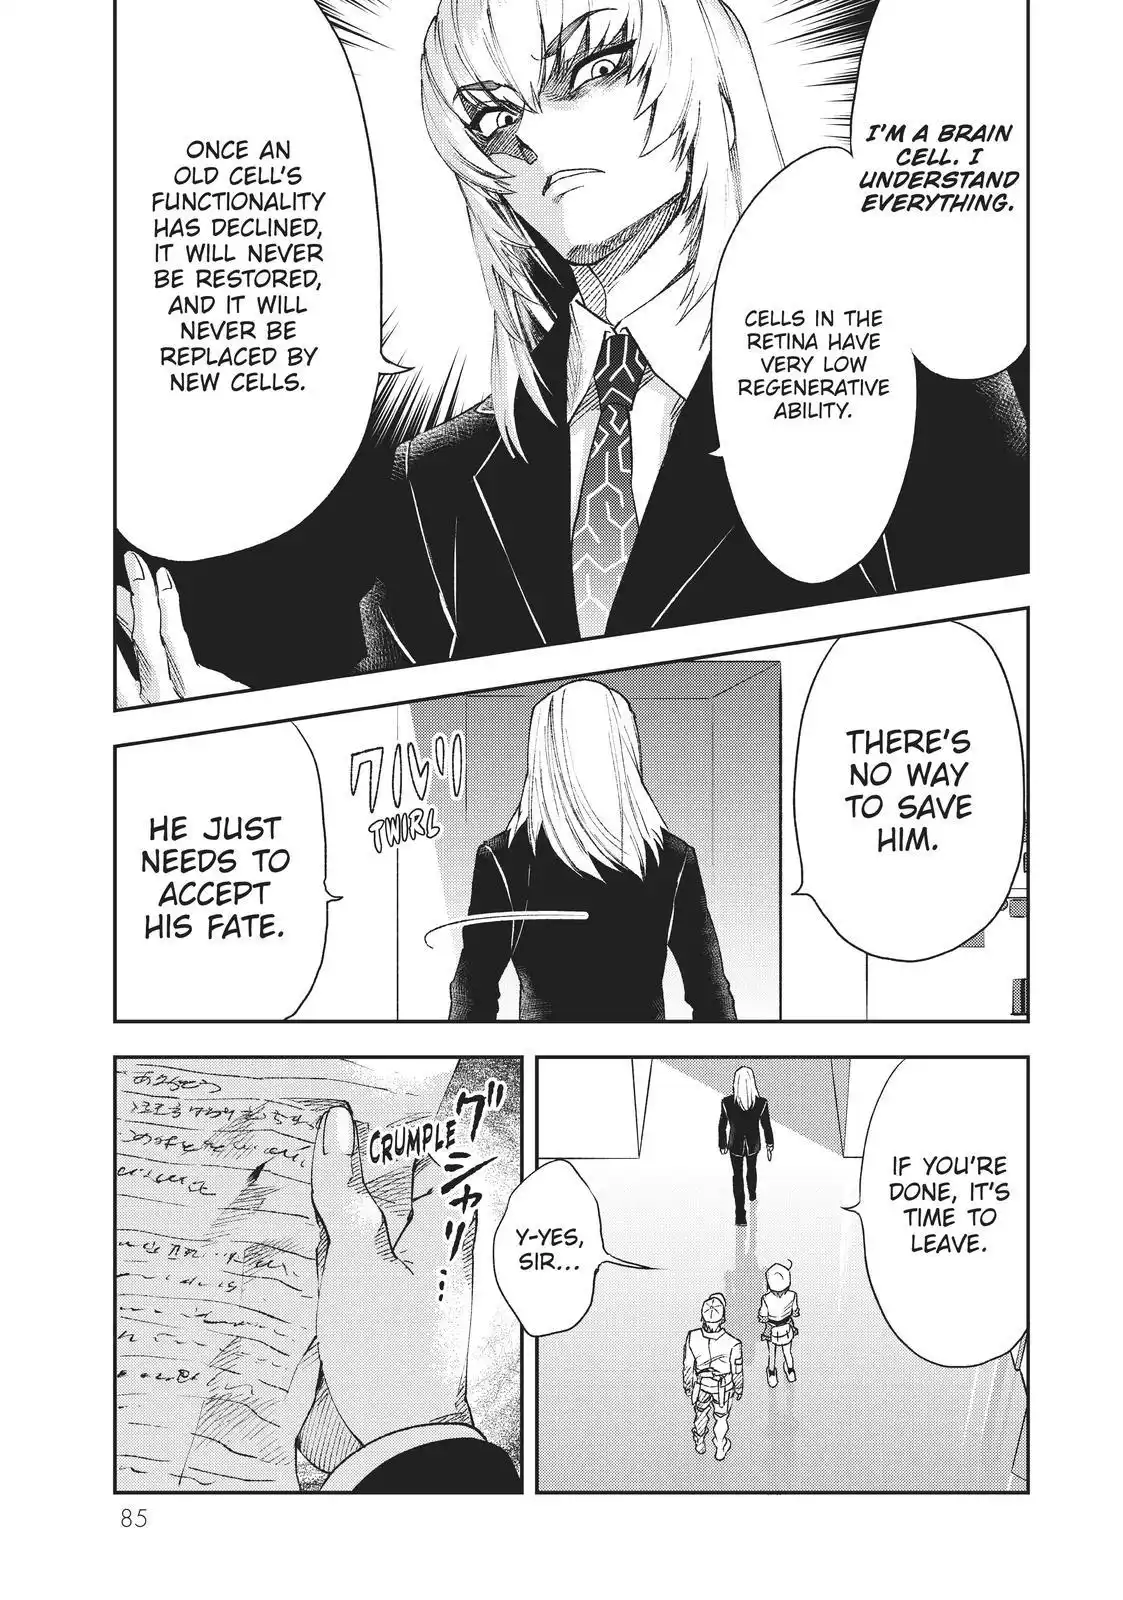 I'M A BRAIN
CELL. I
UNDERSTAND
EVERYTHING.
CELLS IN THE
RETINA HAVE
VERY LOW
REGENERATIVE
ABILITY.
ONCE AN
OLD CELL'S
FUNCTIONALITY
HAS DECLINED,
IT WILL NEVER
BE RESTORED,
AND IT WILL
NEVER BE
REPLACED BY
NEW CELLS.
THERE'S
NO WAY
TO SAVE
HIM.
クルッ
TWIRL
HE JUST
NEEDS TO
ACCEPT
HIS FATE.
IF YOU'RE
DONE, IT'S
TIME TO
LEAVE.
Y-YES,
SIR...
グシャッ…
CRUMPLE
85